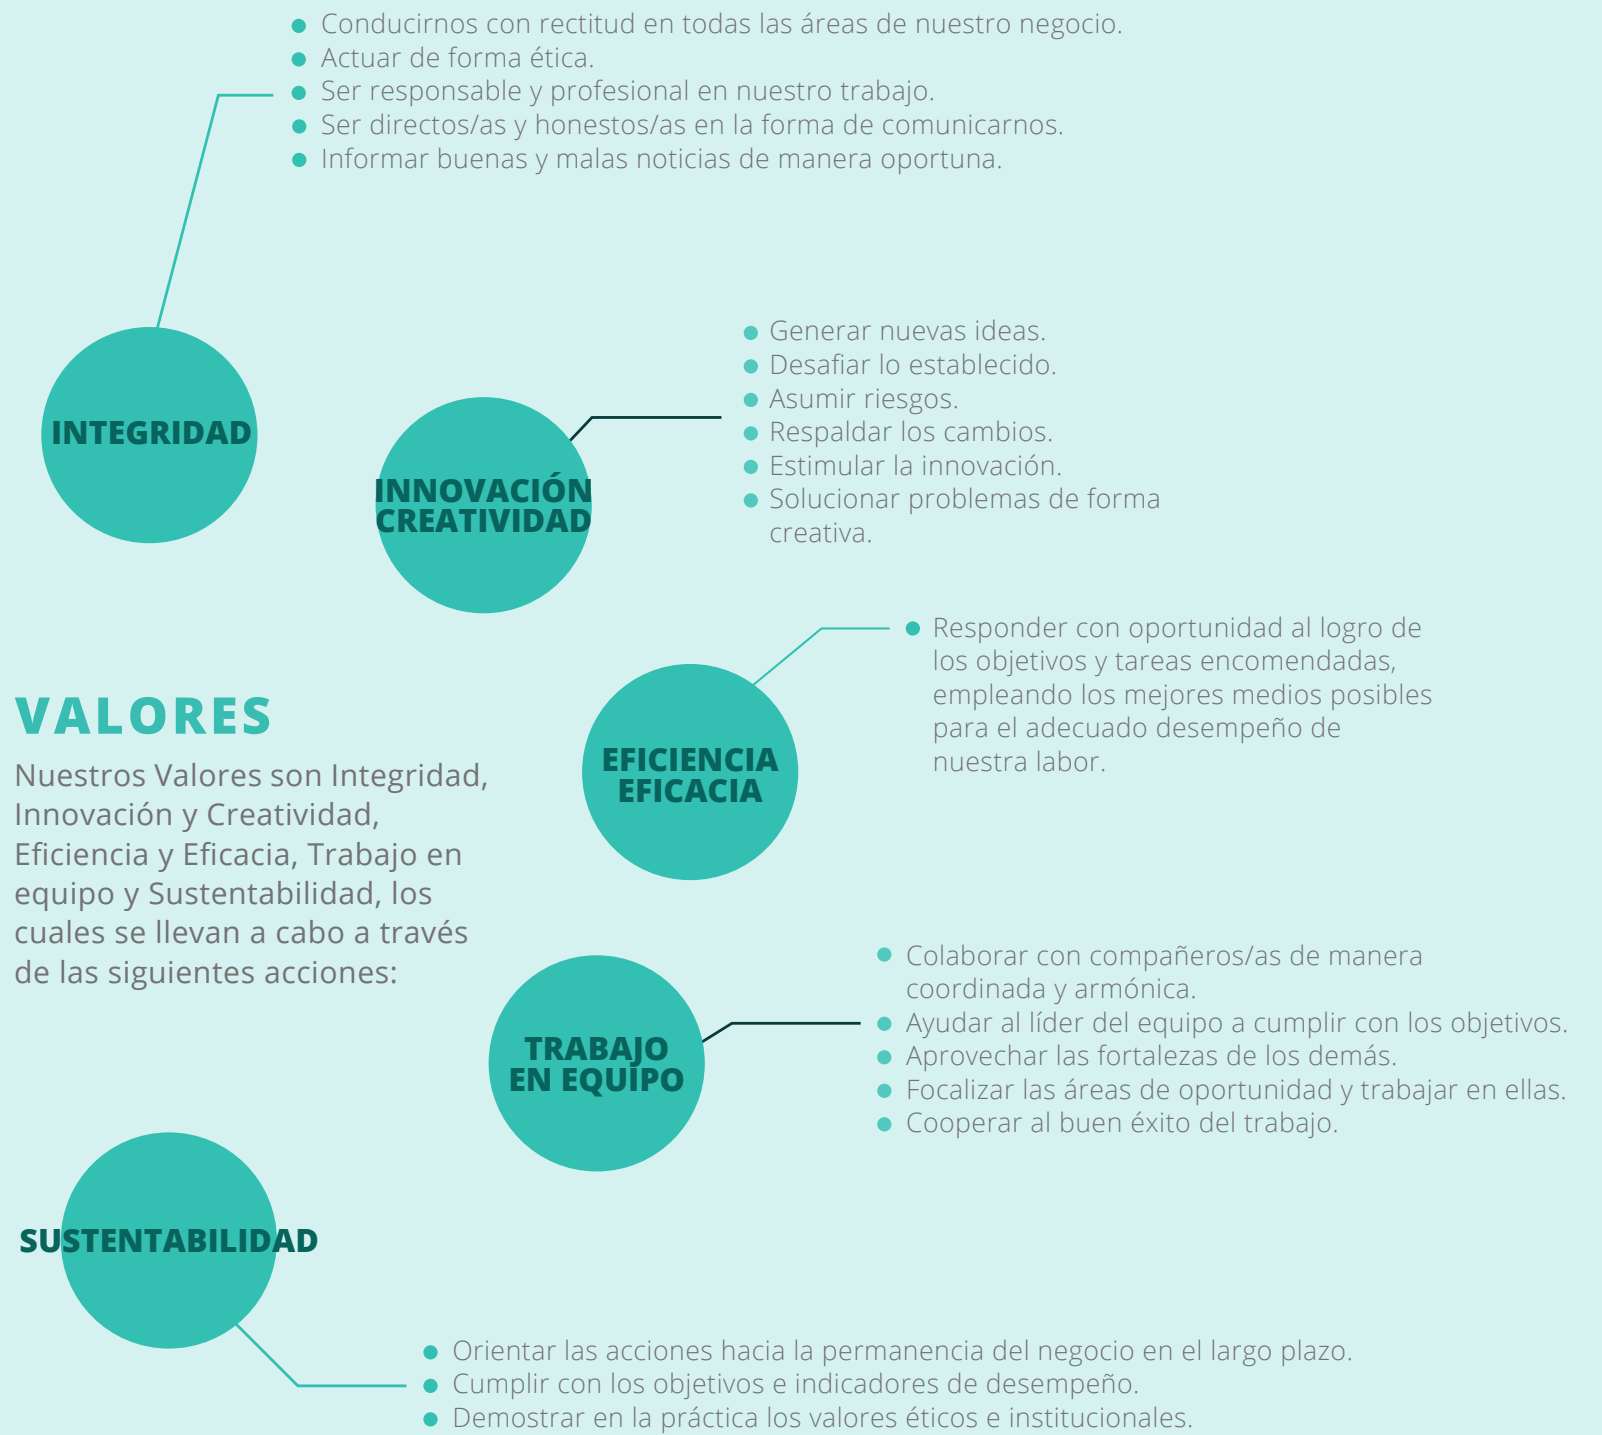 Conducirnos con rectitud en todas las áreas de nuestro negocio.
Actuar de forma ética.
Ser responsable y profesional en nuestro trabajo.
Ser directos/as y honestos/as en la forma de comunicarnos.
Informar buenas y malas noticias de manera oportuna.
INTEGRIDAD
Generar nuevas ideas.
Desafiar lo establecido.
Asumir riesgos.
Respaldar los cambios.
Estimular la innovación.
Solucionar problemas de forma
creativa.
INNOVACIÓN
CREATIVIDAD
Responder con oportunidad al logro de
los objetivos y tareas encomendadas,
empleando los mejores medios posibles
para el adecuado desempeño de
nuestra labor.
EFICIENCIA
EFICACIA
VALORES
Nuestros Valores son Integridad,
Innovación y Creatividad,
Eficiencia y Eficacia, Trabajo en
equipo y Sustentabilidad, los
cuales se llevan a cabo a través
de las siguientes acciones:
Colaborar con compañeros/as de manera
coordinada y armónica.
Ayudar al líder del equipo a cumplir con los objetivos.
Aprovechar las fortalezas de los demás.
Focalizar las áreas de oportunidad y trabajar en ellas.
Cooperar al buen éxito del trabajo.
TRABAJO
EN EQUIPO
SUSTENTABILIDAD
Orientar las acciones hacia la permanencia del negocio en el largo plazo.
Cumplir con los objetivos e indicadores de desempeño.
Demostrar en la práctica los valores éticos e institucionales.